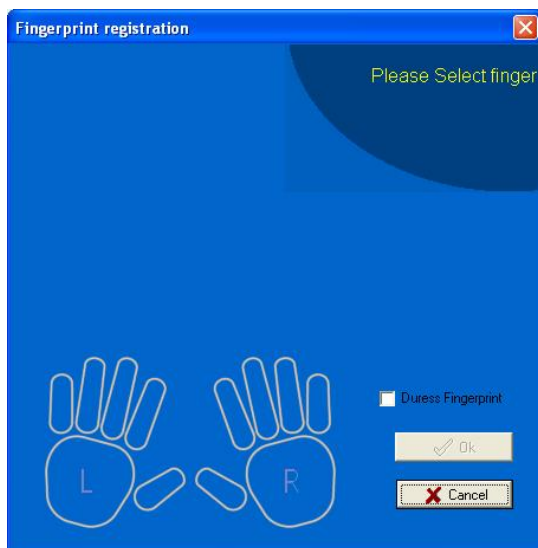 Fingerprint registration
Please Select finger
L
R
Duress Fingerprint
Ok
Cancel